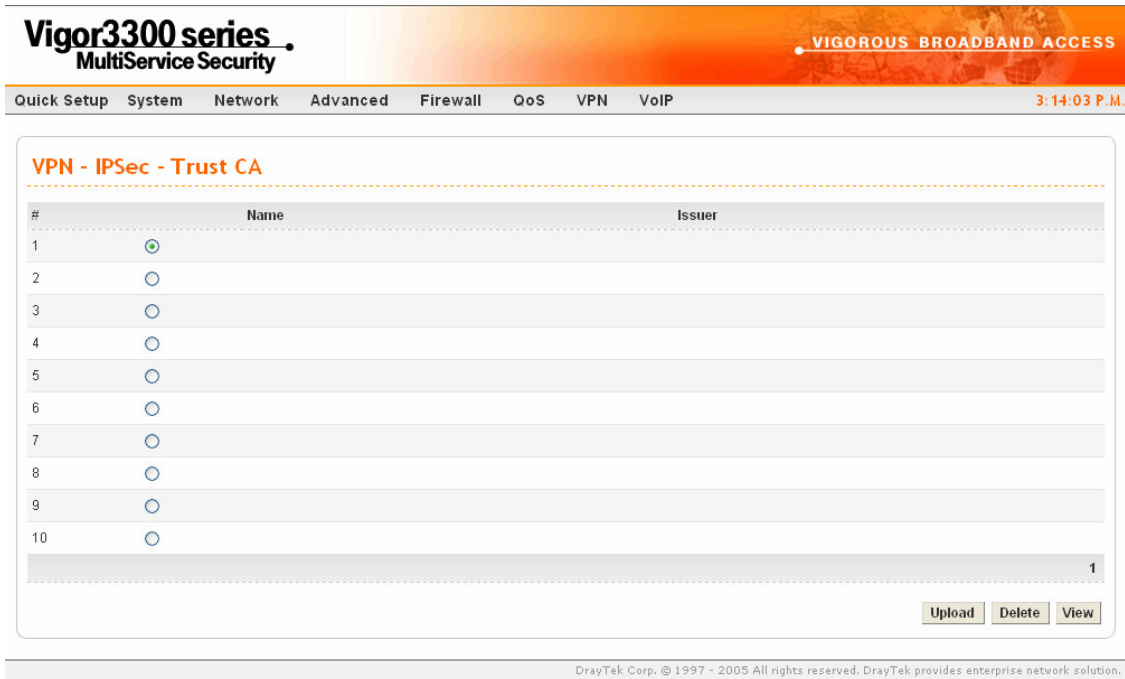 Vigor3300 series
MultiService Security
VIGOROUS BROADBAND ACCESS
Quick Setup System Network Advanced Firewall QoS VPN VoIP 3:14:03 P.M.
VPN - IPSec - Trust CA
# Name Issuer
1
2
3
4
5
6
7
8
9
10
1
Upload Delete View
DrayTek Corp. © 1997 - 2005 All rights reserved. DrayTek provides enterprise network solution.